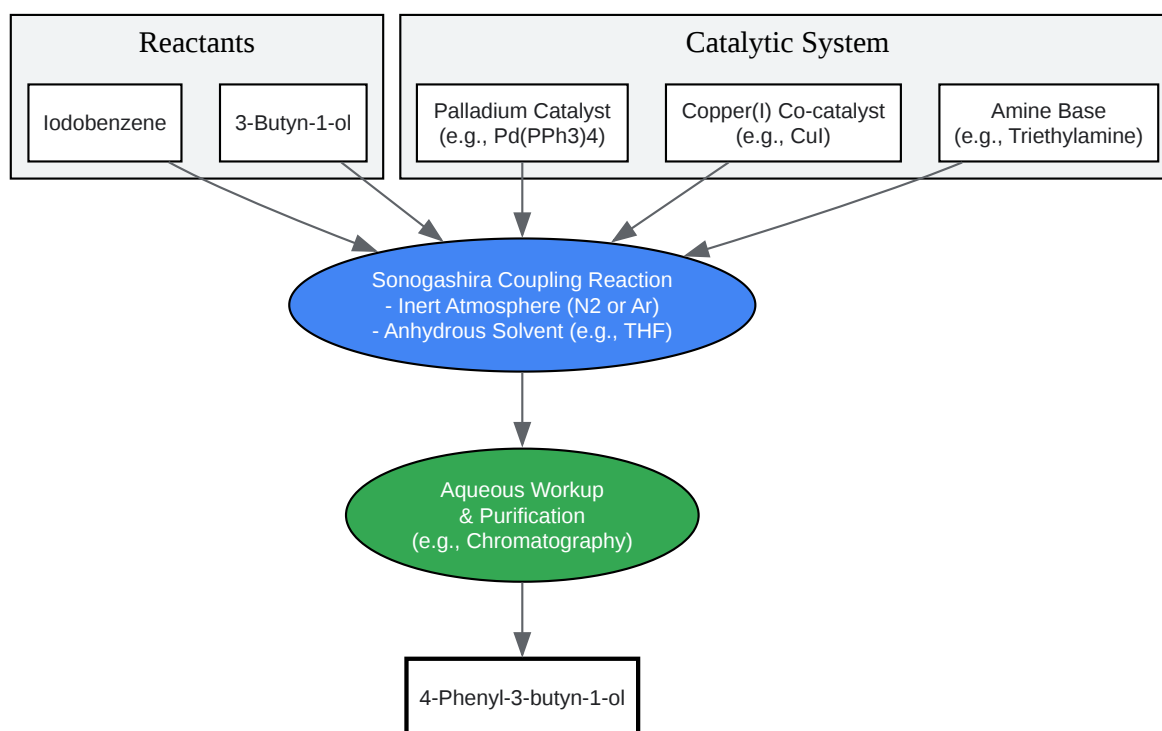 Reactants
Catalytic System
Iodobenzene
3-Butyn-1-ol
Palladium Catalyst
(e.g., Pd(PPh3)4)
Copper(I) Co-catalyst
(e.g., CuI)
Amine Base
(e.g., Triethylamine)
Sonogashira Coupling Reaction
- Inert Atmosphere (N2 or Ar)
- Anhydrous Solvent (e.g., THF)
Aqueous Workup
& Purification
(e.g., Chromatography)
4-Phenyl-3-butyn-1-ol